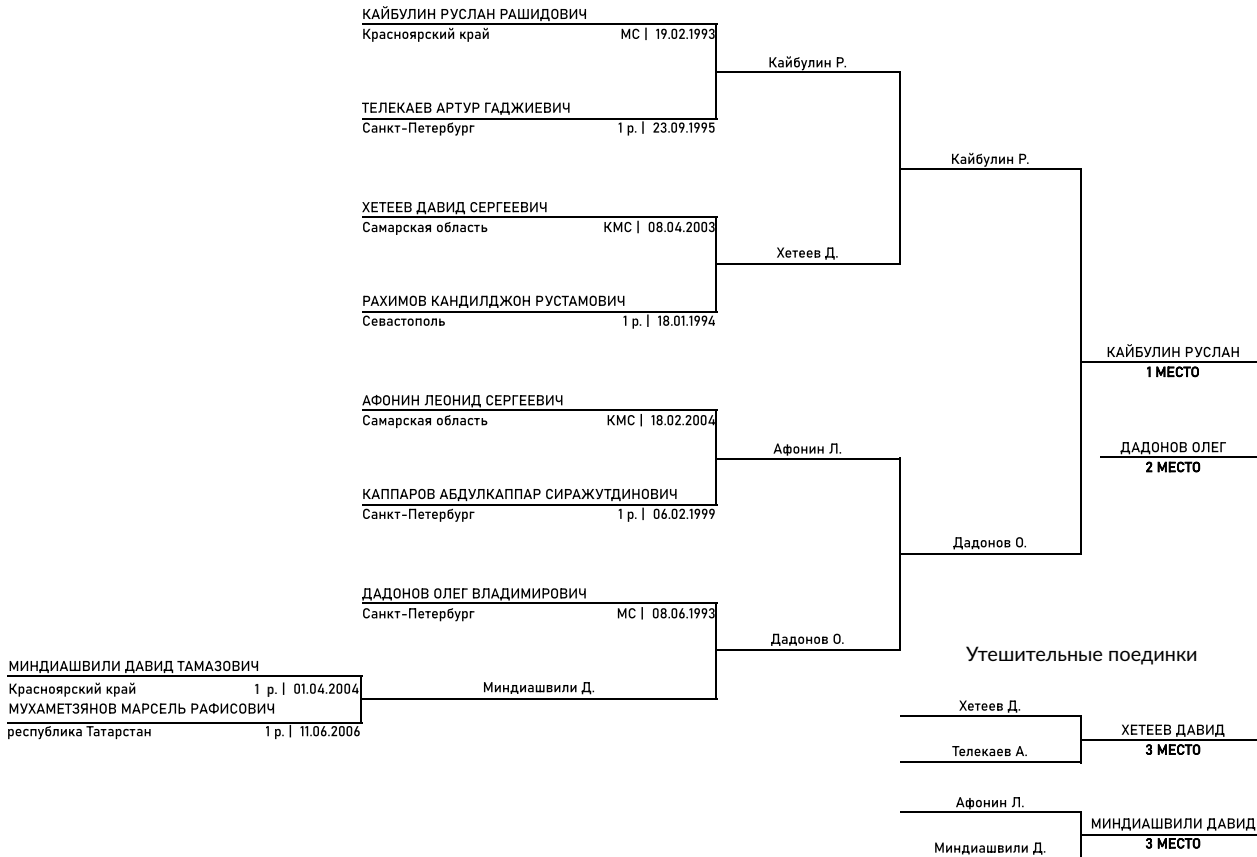 КАЙБУЛИН РУСЛАН РАШИДОВИЧ
Красноярский край МС | 19.02.1993
Кайбулин Р.
ТЕЛЕКАЕВ АРТУР ГАДЖИЕВИЧ
Санкт-Петербург 1 р. | 23.09.1995
Кайбулин Р.
ХЕТЕЕВ ДАВИД СЕРГЕЕВИЧ
Самарская область КМС | 08.04.2003
Хетеев Д.
РАХИМОВ КАНДИЛДЖОН РУСТАМОВИЧ
Севастополь 1 р. | 18.01.1994
КАЙБУЛИН РУСЛАН
1 МЕСТО
АФОНИН ЛЕОНИД СЕРГЕЕВИЧ
Самарская область КМС | 18.02.2004
Афонин Л.
ДАДОНОВ ОЛЕГ
2 МЕСТО
КАППАРОВ АБДУЛКАППАР СИРАЖУТДИНОВИЧ
Санкт-Петербург 1 р. | 06.02.1999
Дадонов О.
ДАДОНОВ ОЛЕГ ВЛАДИМИРОВИЧ
Санкт-Петербург МС | 08.06.1993
Дадонов О.
Утешительные поединки
МИНДИАШВИЛИ ДАВИД ТАМАЗОВИЧ
Красноярский край 1 р. | 01.04.2004
Миндиашвили Д.
МУХАМЕТЗЯНОВ МАРСЕЛЬ РАФИСОВИЧ
республика Татарстан 1 р. | 11.06.2006
Хетеев Д.
ХЕТЕЕВ ДАВИД
3 МЕСТО
Телекаев А.
Афонин Л.
МИНДИАШВИЛИ ДАВИД
3 МЕСТО
Миндиашвили Д.